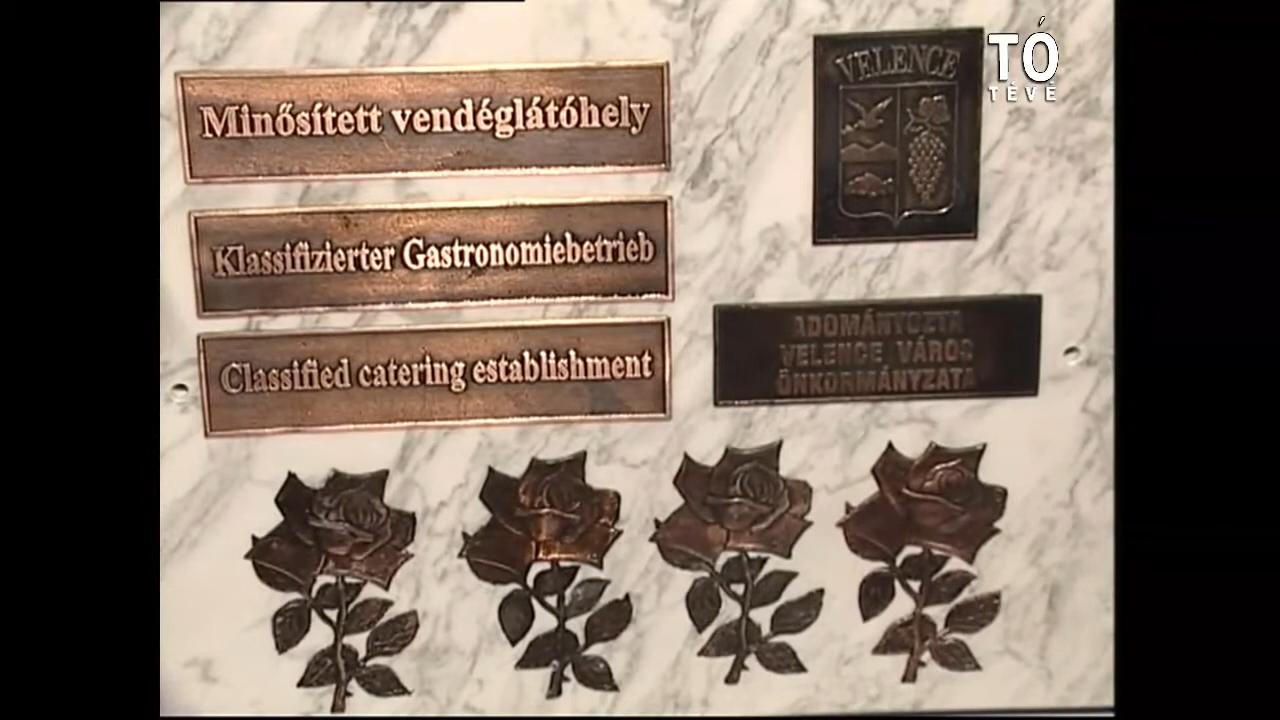 Minősített vendéglátóhely
Klassifizierter Gastronomiebetrieb
Classified catering establishment
VELENCE
ADOMÁNYOZTA
VELENCE VÁROS
ÖNKORMÁNYZATA
TÓ
TÉVÉ